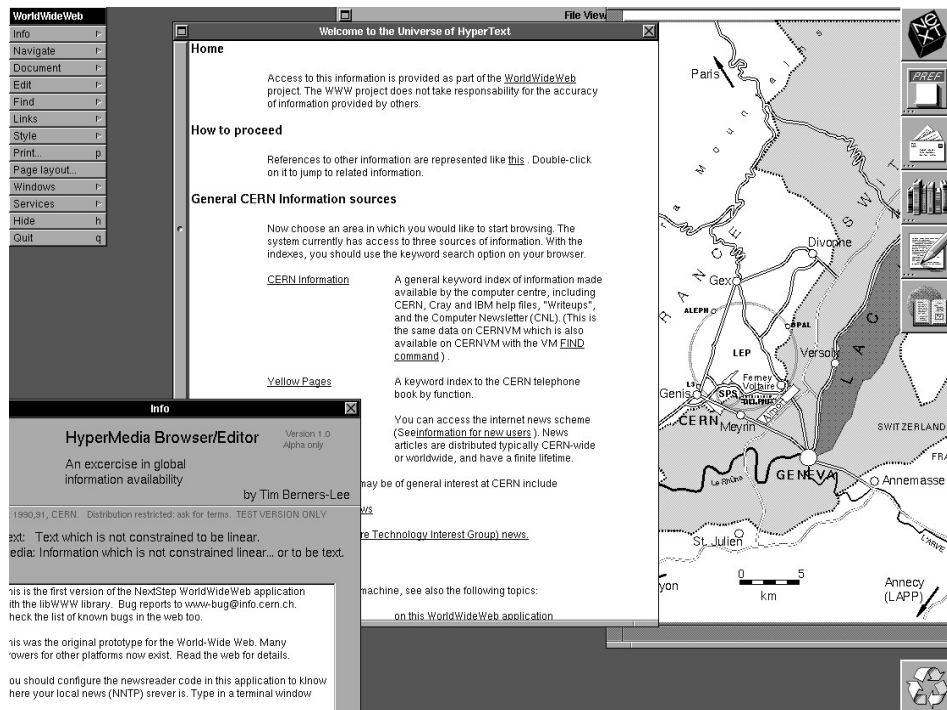 WorldWideWeb
Info
Navigate
Document
Edit
Find
Links
Style
Print... p
Page layout...
Windows
Services
Hide h
Quit q
File View
Welcome to the Universe of HyperText
Home
Access to this information is provided as part of the WorldWideWeb
project. The WWW project does not take responsability for the accuracy
of information provided by others.
How to proceed
References to other information are represented like this . Double-click
on it to jump to related information.
General CERN Information sources
Now choose an area in which you would like to start browsing. The
system currently has access to three sources of information. With the
indexes, you should use the keyword search option on your browser.
CERN Information
A general keyword index of information made
available by the computer centre, including
CERN, Cray and IBM help files, "Writeups",
and the Computer Newsletter (CNL). (This is
the same data on CERNVM which is also
available on CERNVM with the VM FIND
command ) .
Yellow Pages
A keyword index to the CERN telephone
book by function.
You can access the internet news scheme
(Seeinformation for new users ). News
articles are distributed typically CERN-wide
or worldwide, and have a finite lifetime.
may be of general interest at CERN include
ws
re Technology Interest Group) news.
machine, see also the following topics:
on this WorldWideWeb application
Info
HyperMedia Browser/Editor
Version 1.0
Alpha only
An excercise in global
information availability
by Tim Berners-Lee
1990,91, CERN. Distribution restricted: ask for terms. TEST VERSION ONLY
ext: Text which is not constrained to be linear.
edia: Information which is not constrained linear... or to be text.
his is the first version of the NextStep WorldWideWeb application
ith the libWWW library. Bug reports to www-bug@info.cern.ch.
heck the list of known bugs in the web too.
his was the original prototype for the World-Wide Web. Many
rowers for other platforms now exist. Read the web for details.
ou should configure the newsreader code in this application to klnow
here your local news (NNTP) srever is. Type in a terminal window
Paris
a Mountains
SWIT
Divonne
FRANCE
Gex
ALEPH
OPAL
LEP
LAC
Versoix
L3
Ferney
Voltaire
Genis
SPS
DELPHI
Airport
CERN
Meyrin
SWITZERLAND
FRA
GENEVA
Le Rhône
Annemasse
St. Julien
L'ARVE
yon
0 5
km
Annecy
(LAPP)
NeXT
PREF